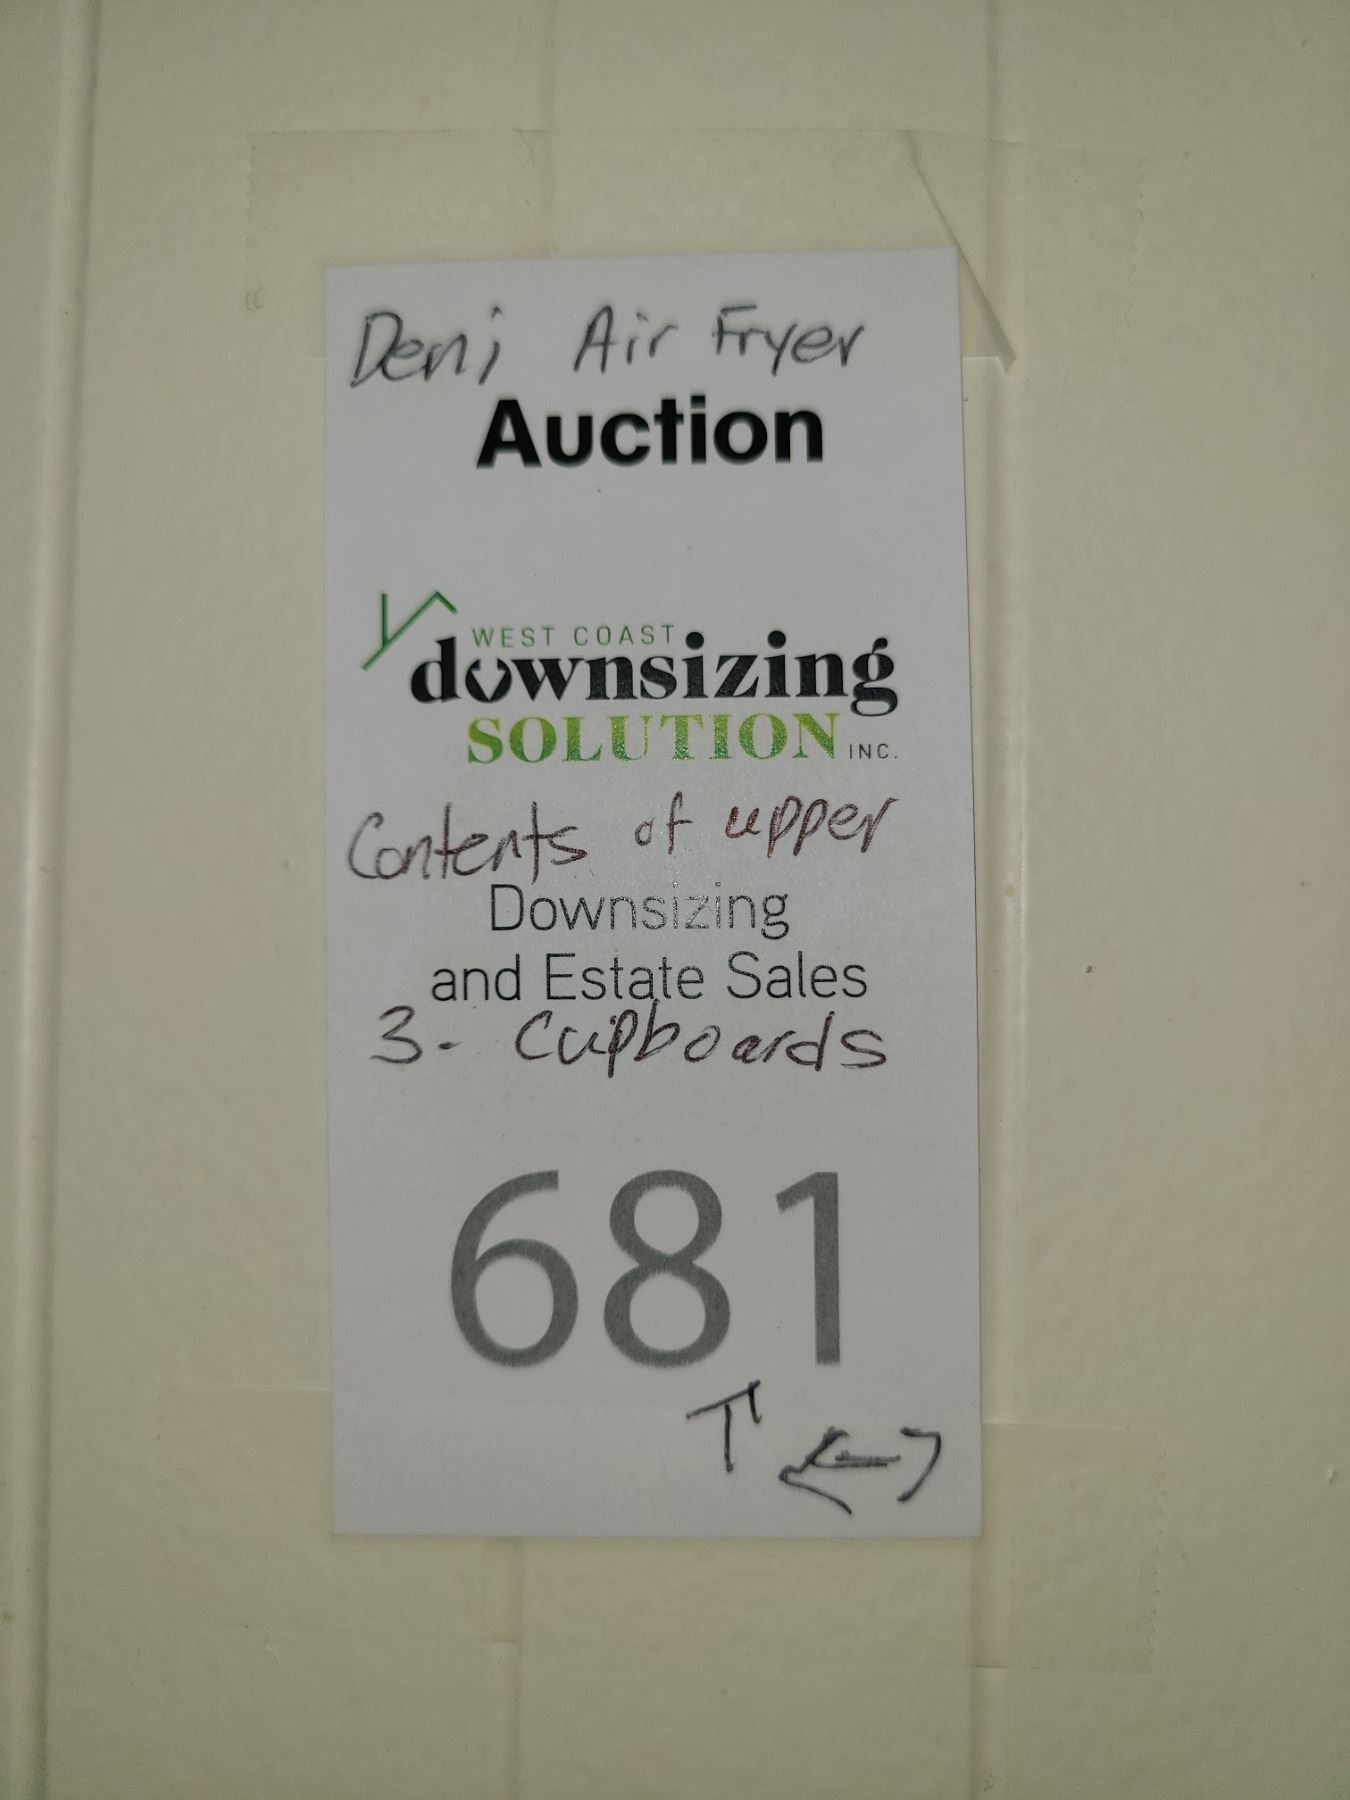 Deni Air Fryer
Auction
WEST COAST
downsizing
SOLUTION INC.
Contents of upper
Downsizing
and Estate Sales
3- Cupboards
681